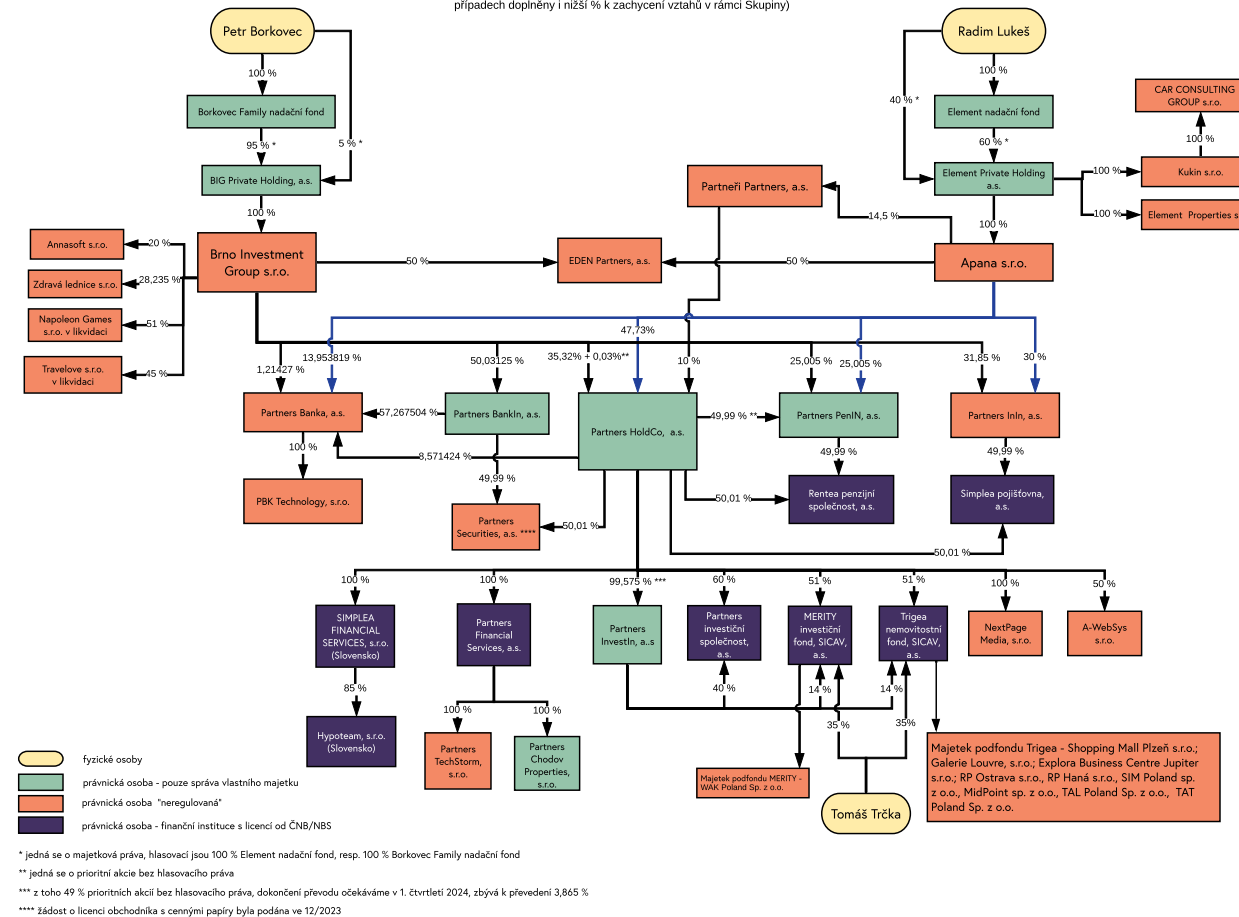 případech doplněny i nižší % k zachycení vztahů v rámci Skupiny)
Petr Borkovec
Radim Lukeš
100 %
100 %
40 % *
CAR CONSULTING
GROUP s.r.o.
Borkovec Family nadační fond
Element nadační fond
95 % *
5 % *
60 % *
100 %
BIG Private Holding, a.s.
Partneři Partners, a.s.
Element Private Holding
a.s.
100 %
Kukin s.r.o.
100 %
14,5 %
100 %
100 %
Element Properties s
Annasoft s.r.o.
20 %
Brno Investment
Group s.r.o.
50 %
EDEN Partners, a.s.
50 %
Apana s.r.o.
Zdravá lednice s.r.o.
28,235 %
Napoleon Games
s.r.o. v likvidaci
51 %
Travelove s.r.o.
v likvidaci
45 %
47,73%
1,21427 %
13,953819 %
50,03125 %
35,32% + 0,03%**
10 %
25,005 %
25,005 %
31,85 %
30 %
Partners Banka, a.s.
57,267504 %
Partners BankIn, a.s.
Partners HoldCo, a.s.
49,99 % **
Partners PenIN, a.s.
Partners InIn, a.s.
100 %
8,571424 %
49,99 %
49,99 %
49,99 %
PBK Technology, s.r.o.
Partners
Securities, a.s. ****
50,01 %
50,01 %
Rentea penzijní
společnost, a.s.
Simplea pojišťovna,
a.s.
50,01 %
100 %
100 %
99,575 % ***
60 %
51 %
51 %
100 %
50 %
SIMPLEA
FINANCIAL
SERVICES, s.r.o.
(Slovensko)
Partners
Financial
Services, a.s.
Partners
InvestIn, a..s
Partners
investiční
společnost,
a.s.
MERITY
investiční
fond, SICAV,
a.s.
Trigea
nemovitostní
fond, SICAV,
a.s.
NextPage
Media, s.r.o.
A-WebSys
s.r.o.
85 %
40 %
14 %
14 %
100 %
100 %
35 %
35%
Hypoteam, s.r.o.
(Slovensko)
Partners
TechStorm,
s.r.o.
Partners
Chodov
Properties,
s.r.o.
Majetek podfondu MERITY -
WAK Poland Sp. z o.o.
Tomáš Trčka
Majetek podfondu Trigea - Shopping Mall Plzeň s.r.o.;
Galerie Louvre, s.r.o.; Explora Business Centre Jupiter
s.r.o.; RP Ostrava s.r.o., RP Haná s.r.o., SIM Poland sp.
z o.o., MidPoint sp. z o.o., TAL Poland Sp. z o.o., TAT
Poland Sp. z o.o.
fyzické osoby
právnická osoba - pouze správa vlastního majetku
právnická osoba "neregulovaná"
právnická osoba - finanční instituce s licencí od ČNB/NBS
* jedná se o majetková práva, hlasovací jsou 100 % Element nadační fond, resp. 100 % Borkovec Family nadační fond
** jedná se o prioritní akcie bez hlasovacího práva
*** z toho 49 % prioritních akcií bez hlasovacího práva, dokončení převodu očekáváme v 1. čtvrtletí 2024, zbývá k převedení 3,865 %
**** žádost o licenci obchodníka s cennými papíry byla podána ve 12/2023